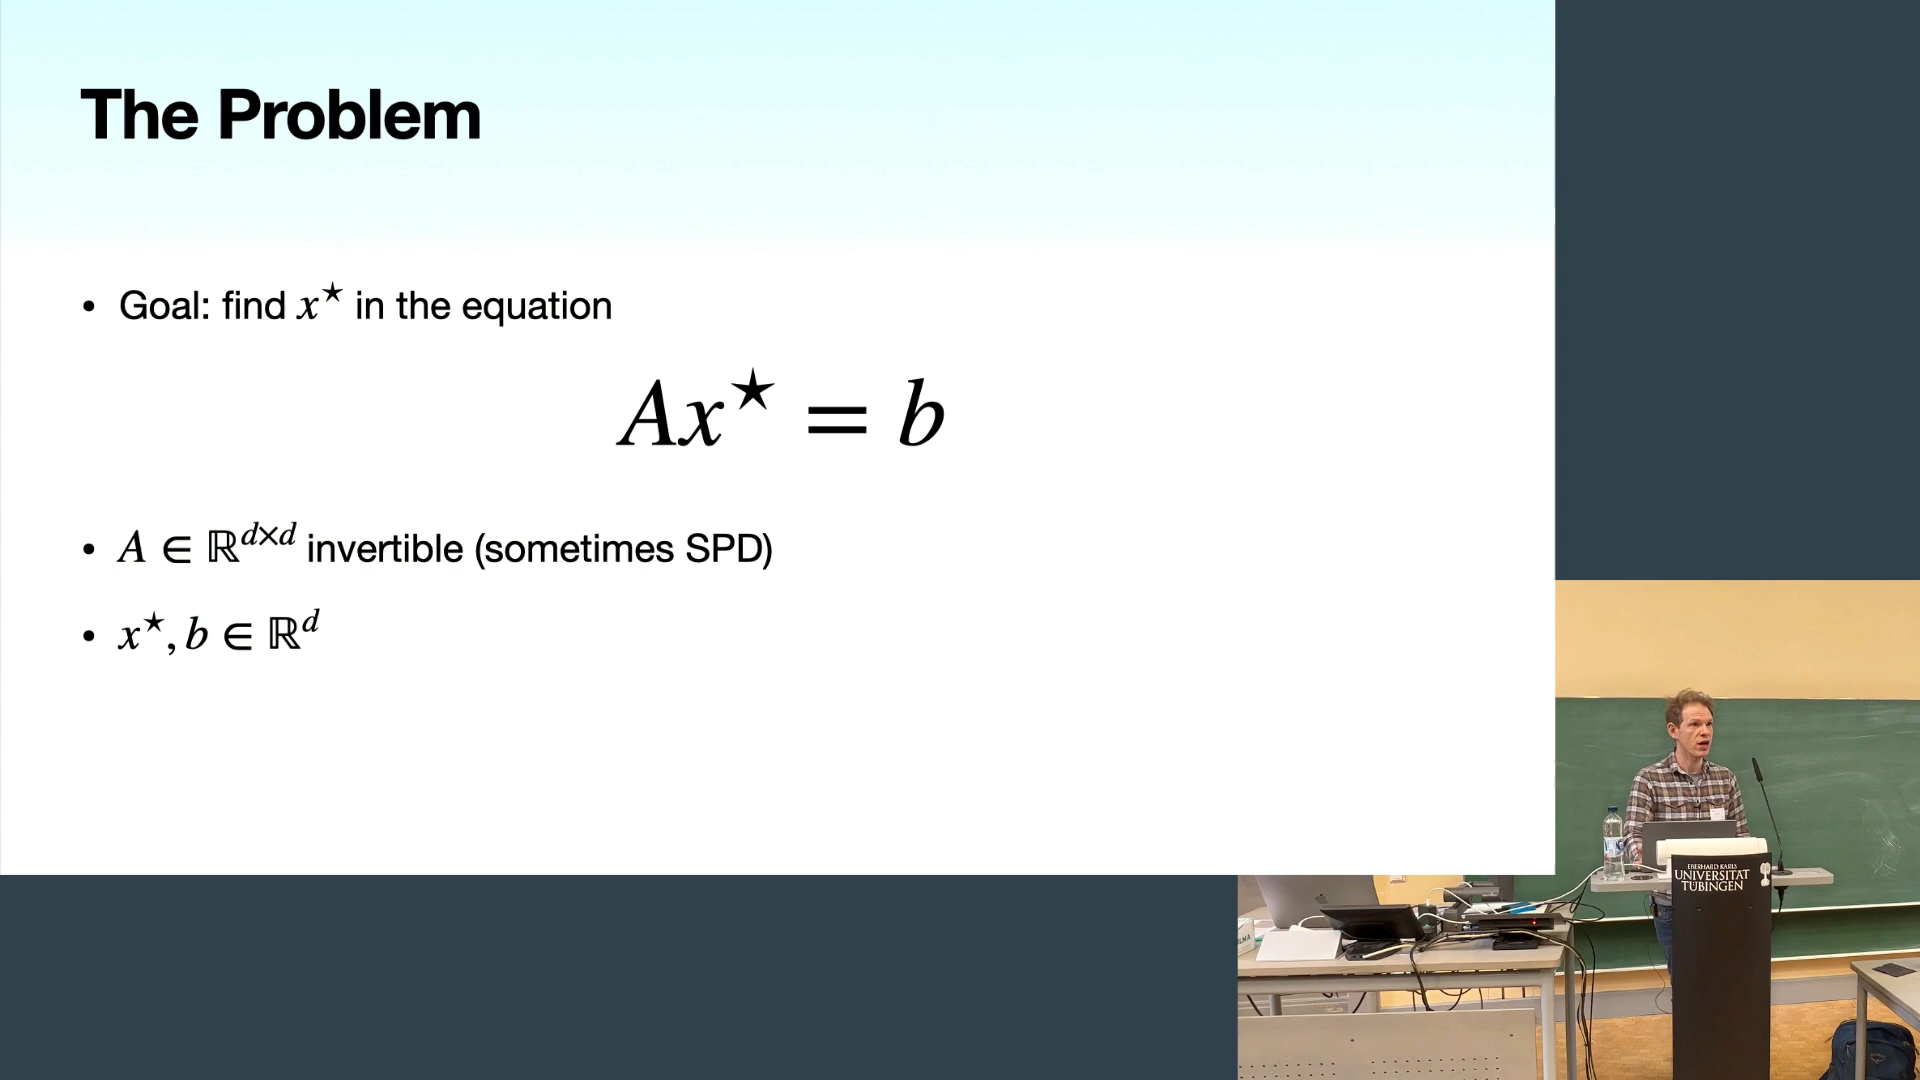 The Problem
• Goal: find x★ in the equation
Ax★ = b
• A ∈ ℝ^{d×d} invertible (sometimes SPD)
• x★, b ∈ ℝ^d
EBERHARD KARLS
UNIVERSITÄT
TÜBINGEN